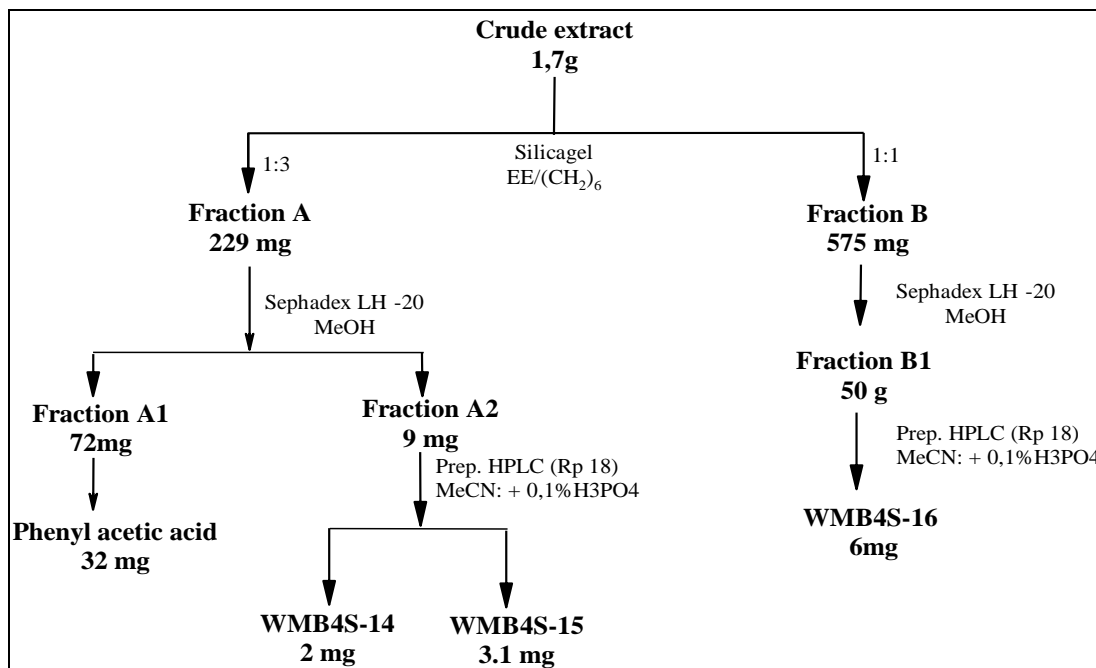 Crude extract
1,7g
1:3
Silicagel
EE/(CH2)6
1:1
Fraction A
229 mg
Fraction B
575 mg
Sephadex LH -20
MeOH
Sephadex LH -20
MeOH
Fraction A1
72mg
Fraction A2
9 mg
Fraction B1
50 g
Prep. HPLC (Rp 18)
MeCN: + 0,1%H3PO4
Prep. HPLC (Rp 18)
MeCN: + 0,1%H3PO4
Phenyl acetic acid
32 mg
WMB4S-16
6mg
WMB4S-14
2 mg
WMB4S-15
3.1 mg